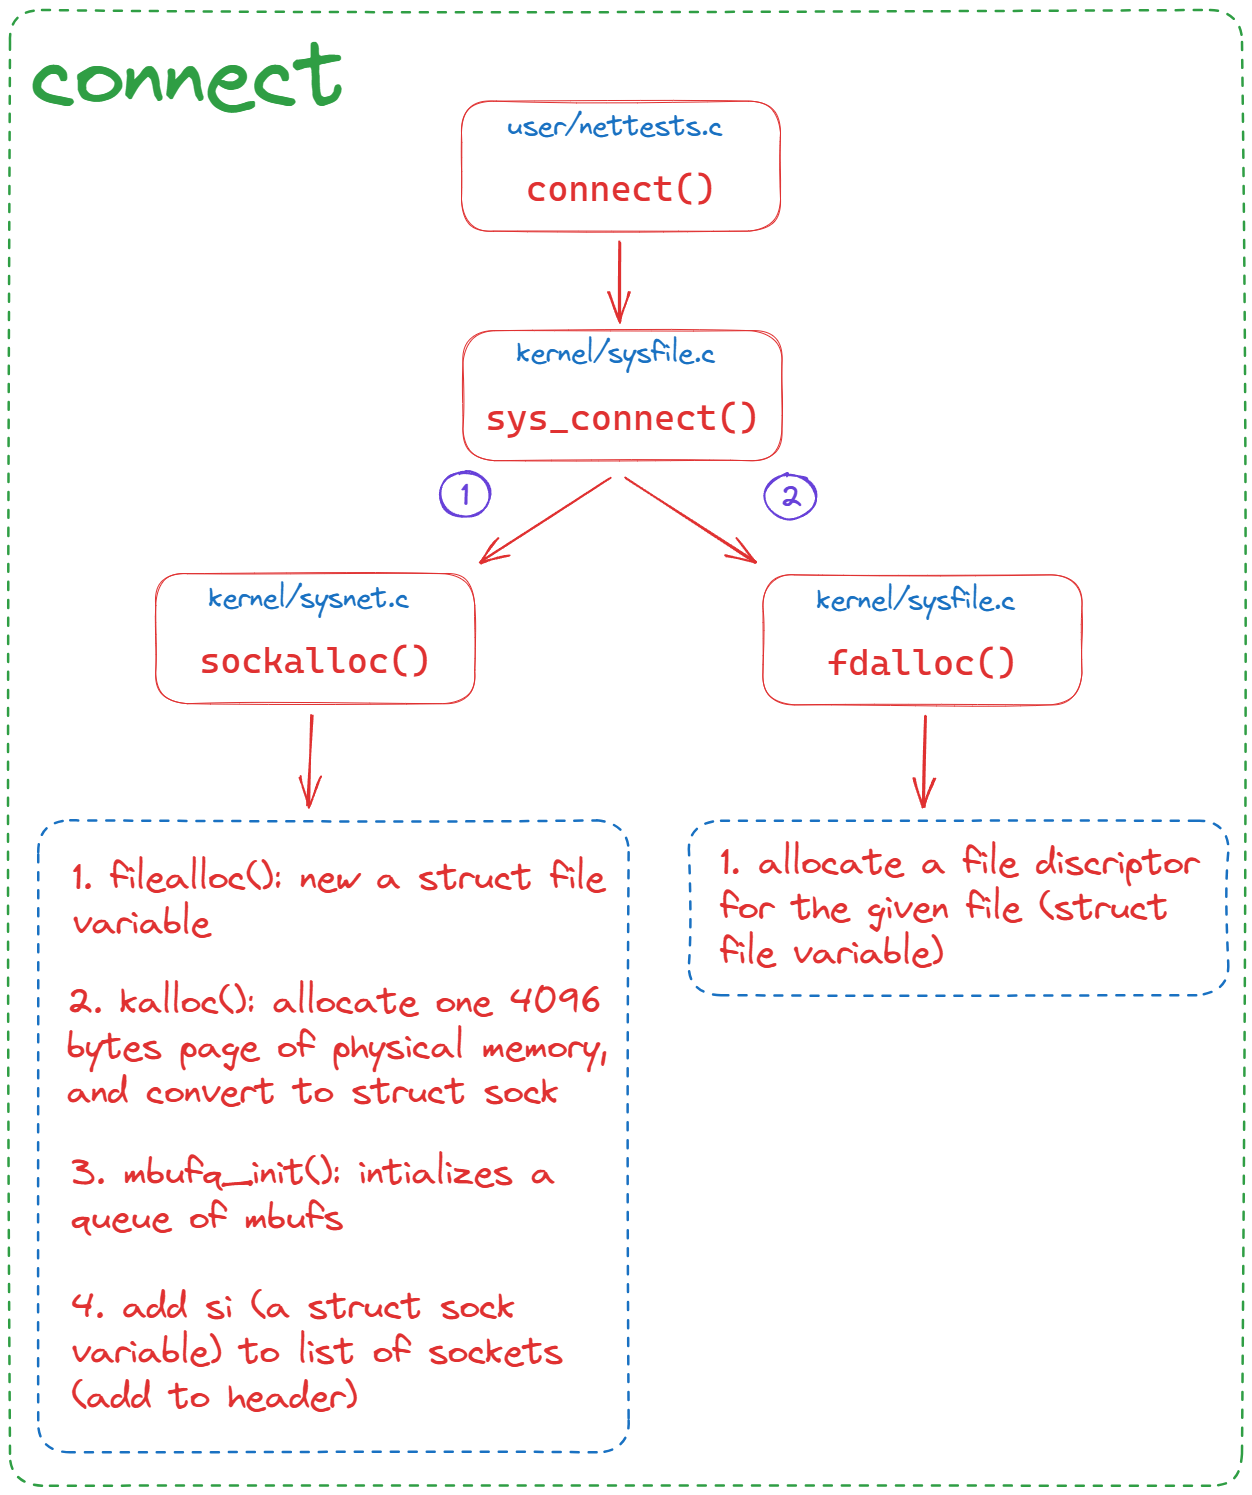 connect
user/nettests.c
connect()
kernel/sysfile.c
sys_connect()
1
2
kernel/sysnet.c
sockalloc()
kernel/sysfile.c
fdalloc()
1. filealloc(): new a struct file
variable
2. kalloc(): allocate one 4096
bytes page of physical memory,
and convert to struct sock
3. mbufq_init(): intializes a
queue of mbufs
4. add si (a struct sock
variable) to list of sockets
(add to header)
1. allocate a file discriptor
for the given file (struct
file variable)